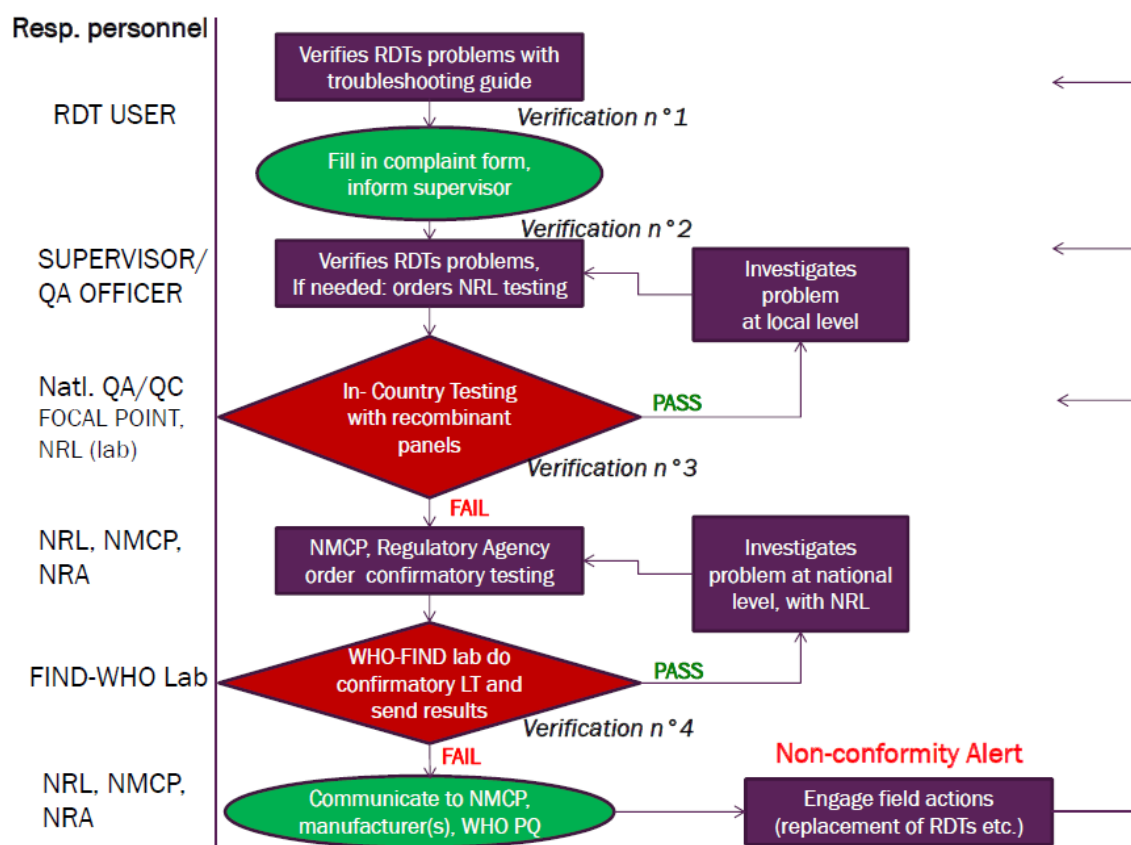 Resp. personnel
Verifies RDTs problems with
troubleshooting guide
RDT USER
Verification n°1
Fill in complaint form,
inform supervisor
Verification n°2
SUPERVISOR/
QA OFFICER
Verifies RDTs problems,
If needed: orders NRL testing
Investigates
problem
at local level
Natl. QA/QC
FOCAL POINT,
NRL (lab)
In- Country Testing
with recombinant
panels
PASS
Verification n°3
FAIL
NRL, NMCP,
NRA
NMCP, Regulatory Agency
order confirmatory testing
Investigates
problem at national
level, with NRL
FIND-WHO Lab
WHO-FIND lab do
confirmatory LT and
send results
PASS
Verification n°4
FAIL
Non-conformity Alert
NRL, NMCP,
NRA
Communicate to NMCP,
manufacturer(s), WHO PQ
Engage field actions
(replacement of RDTs etc.)